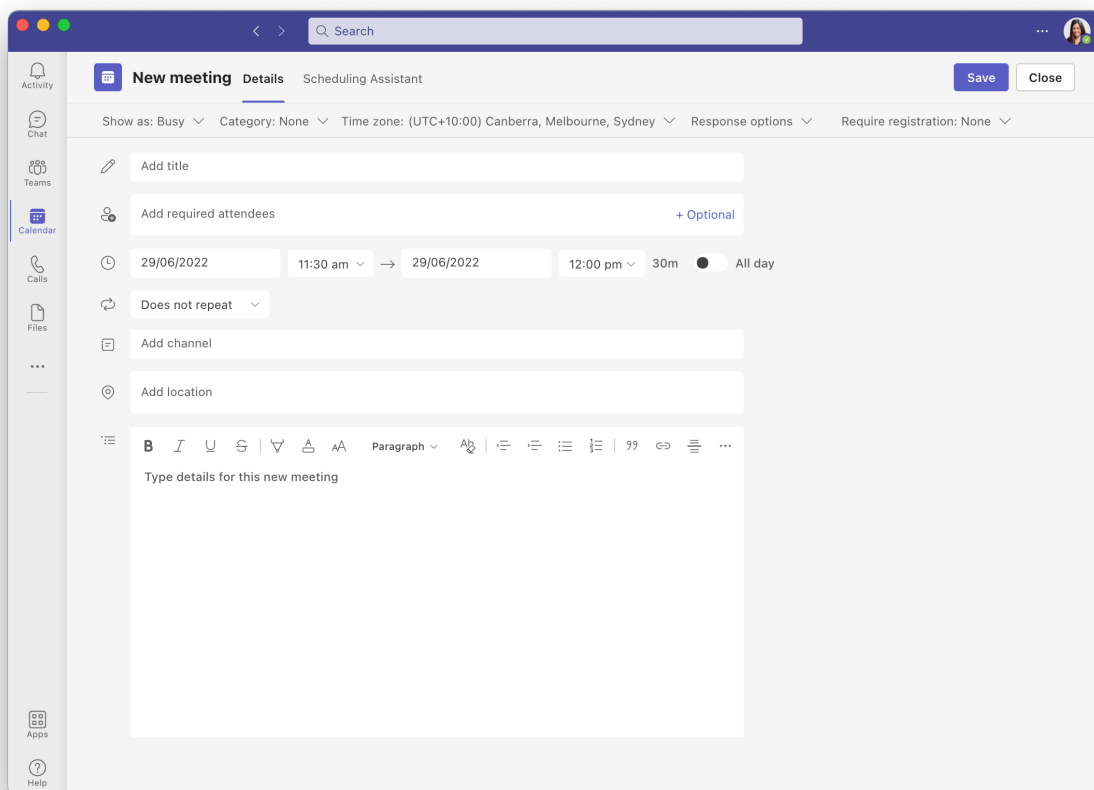 Search
Activity
Chat
Teams
Calendar
Calls
Files
Apps
Help
New meeting Details Scheduling Assistant Save Close
Show as: Busy Category: None Time zone: (UTC+10:00) Canberra, Melbourne, Sydney Response options Require registration: None
Add title
Add required attendees + Optional
29/06/2022 11:30 am → 29/06/2022 12:00 pm 30m All day
Does not repeat
Add channel
Add location
B I U S A AA Paragraph Ab
Type details for this new meeting